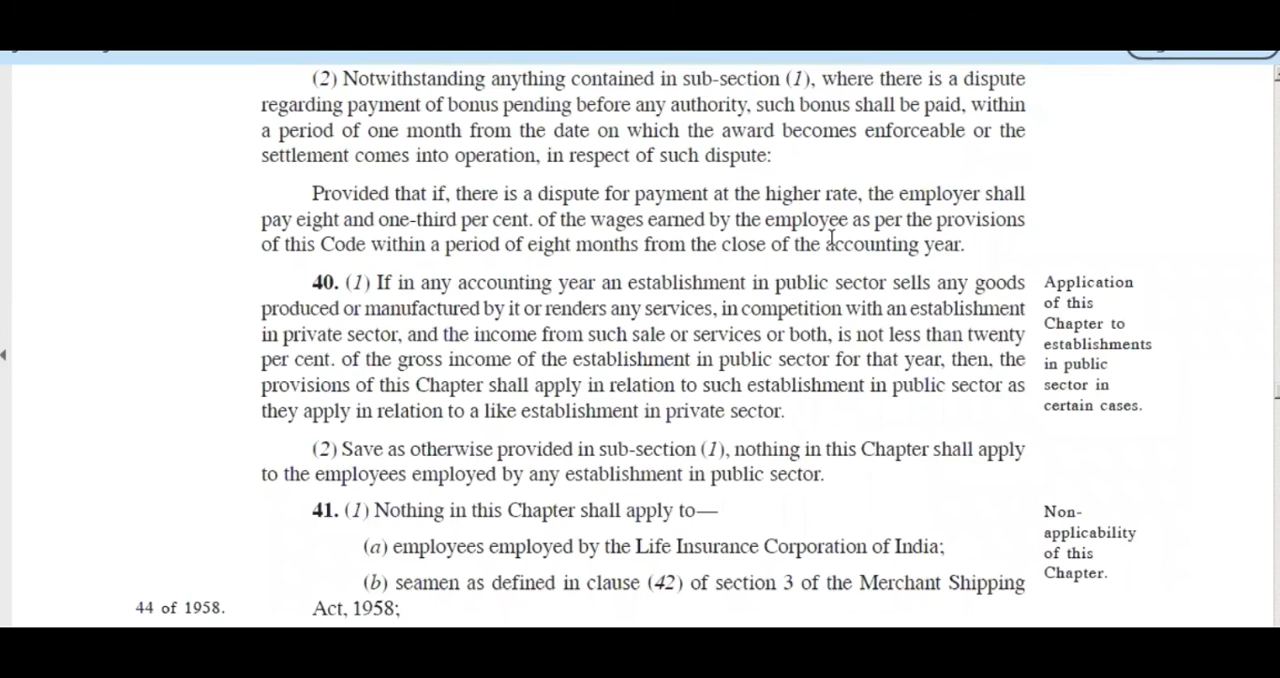 (2) Notwithstanding anything contained in sub-section (1), where there is a dispute
regarding payment of bonus pending before any authority, such bonus shall be paid, within
a period of one month from the date on which the award becomes enforceable or the
settlement comes into operation, in respect of such dispute:
Provided that if, there is a dispute for payment at the higher rate, the employer shall
pay eight and one-third per cent. of the wages earned by the employee as per the provisions
of this Code within a period of eight months from the close of the accounting year.
40. (1) If in any accounting year an establishment in public sector sells any goods
produced or manufactured by it or renders any services, in competition with an establishment
in private sector, and the income from such sale or services or both, is not less than twenty
per cent. of the gross income of the establishment in public sector for that year, then, the
provisions of this Chapter shall apply in relation to such establishment in public sector as
they apply in relation to a like establishment in private sector.
Application
of this
Chapter to
establishments
in public
sector in
certain cases.
(2) Save as otherwise provided in sub-section (1), nothing in this Chapter shall apply
to the employees employed by any establishment in public sector.
41. (1) Nothing in this Chapter shall apply to—
Non-
applicability
of this
Chapter.
(a) employees employed by the Life Insurance Corporation of India;
(b) seamen as defined in clause (42) of section 3 of the Merchant Shipping
Act, 1958;
44 of 1958.